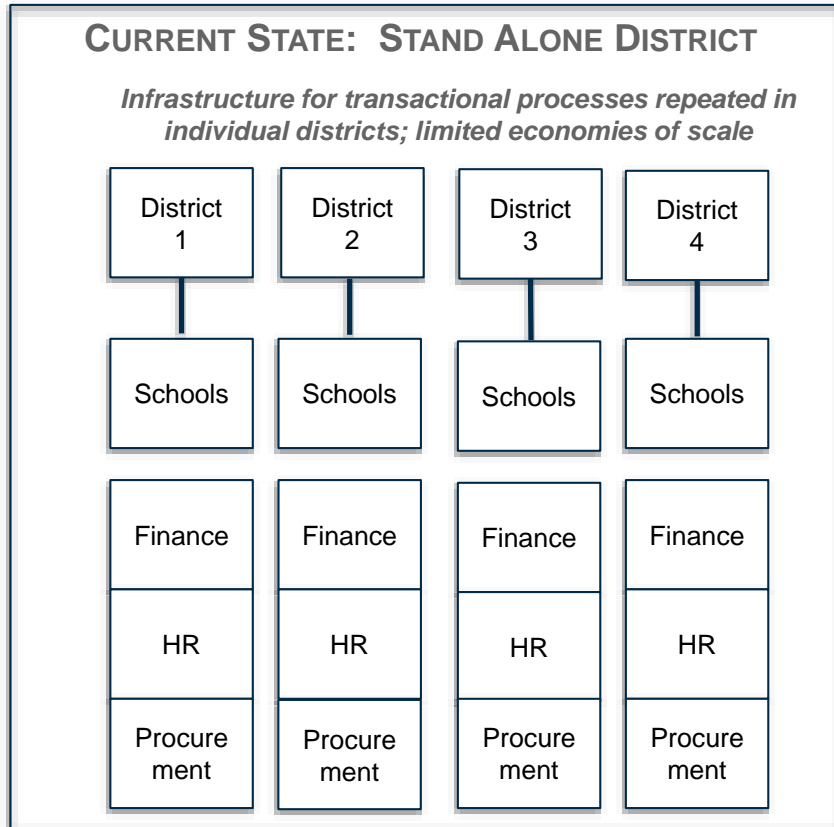 CURRENT STATE: STAND ALONE DISTRICT
Infrastructure for transactional processes repeated in
individual districts; limited economies of scale
District
1
District
2
District
3
District
4
Schools
Schools
Schools
Schools
Finance
Finance
Finance
Finance
HR
HR
HR
HR
Procure
ment
Procure
ment
Procure
ment
Procure
ment